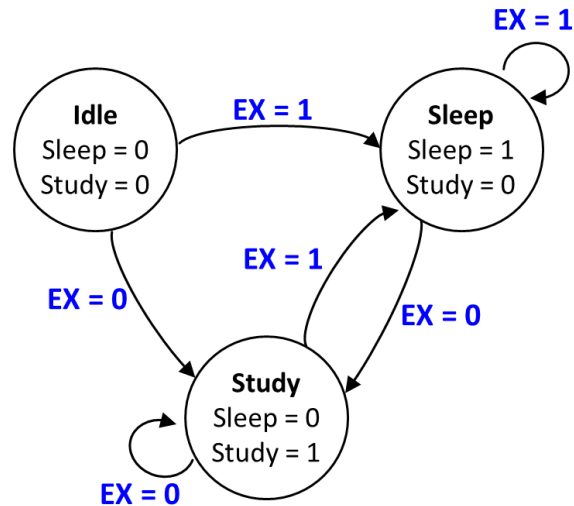 EX = 1
Idle
Sleep = 0
Study = 0
EX = 1
Sleep
Sleep = 1
Study = 0
EX = 1
EX = 0
EX = 0
Study
Sleep = 0
Study = 1
EX = 0